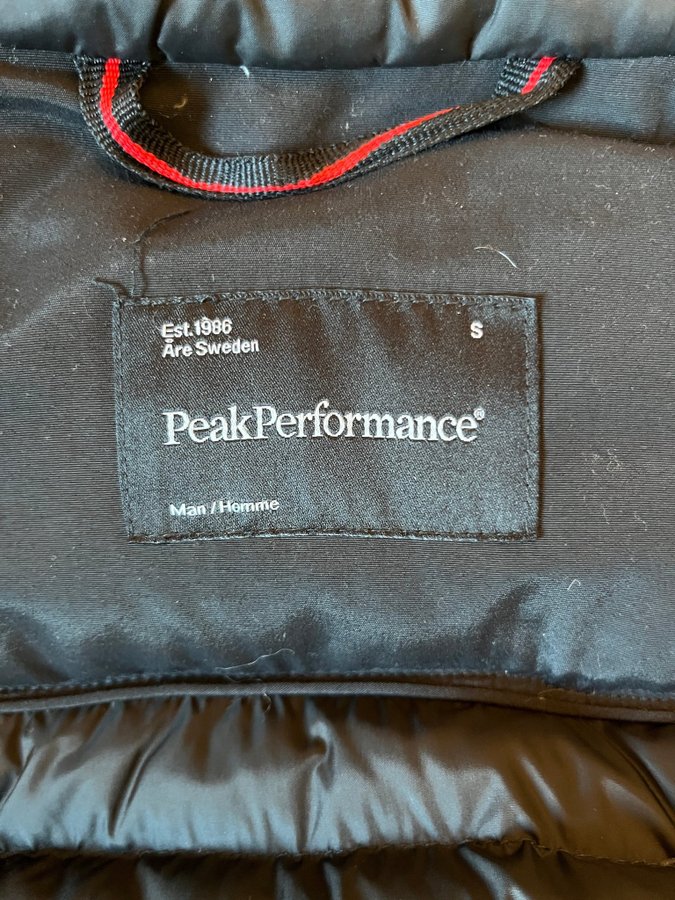 Est.1986
S
Åre Sweden
PeakPerformance®
Man / Homme